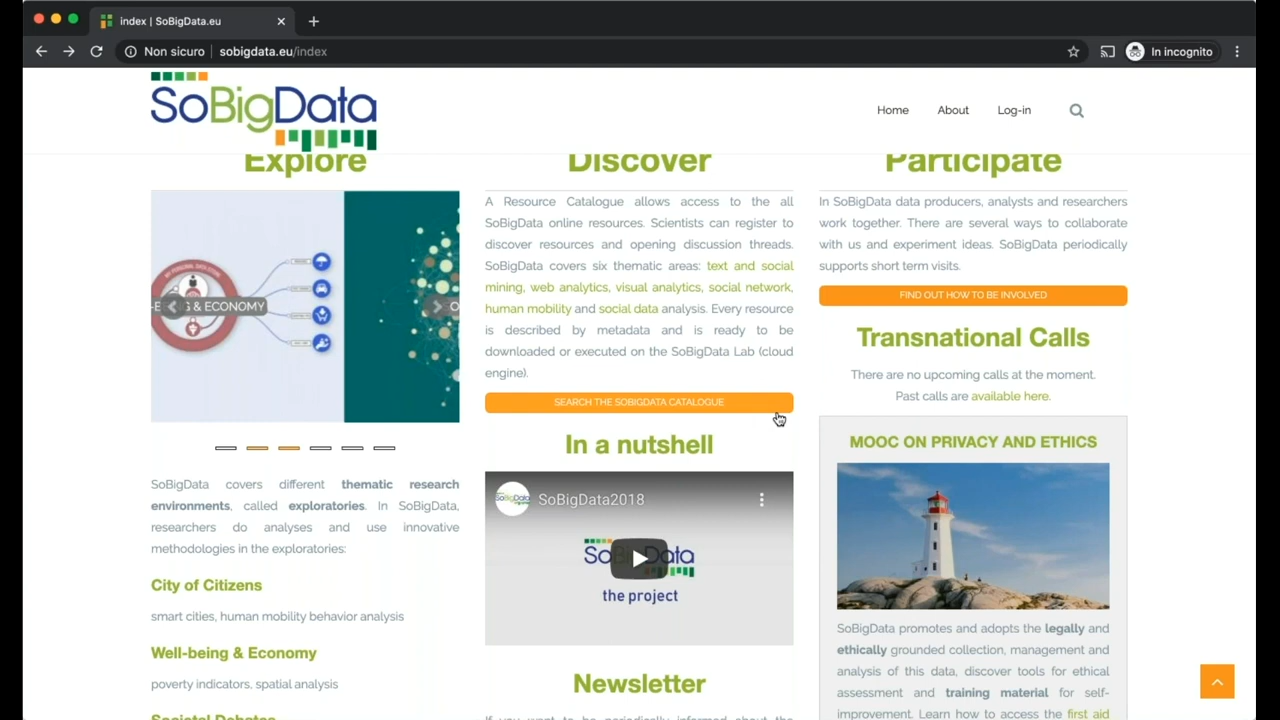 index | SoBigData.eu
Non sicuro
sobigdata.eu/index
In incognito
SoBigData
Home
About
Log-in
Explore
& ECONOMY
SoBigData covers different thematic research
environments, called exploratories. In SoBigData,
researchers do analyses and use innovative
methodologies in the exploratories:
City of Citizens
smart cities, human mobility behavior analysis
Well-being & Economy
poverty indicators, spatial analysis
Societal Debates
Discover
A Resource Catalogue allows access to the all
SoBigData online resources. Scientists can register to
discover resources and opening discussion threads.
SoBigData covers six thematic areas: text and social
mining, web analytics, visual analytics, social network,
human mobility and social data analysis. Every resource
is described by metadata and is ready to be
downloaded or executed on the SoBigData Lab (cloud
engine).
SEARCH THE SOBIGDATA CATALOGUE
In a nutshell
SoBigData
SoBigData2018
SoBigData
the project
Newsletter
If you want to be periodically informed about the
Participate
In SoBigData data producers, analysts and researchers
work together. There are several ways to collaborate
with us and experiment ideas. SoBigData periodically
supports short term visits.
FIND OUT HOW TO BE INVOLVED
Transnational Calls
There are no upcoming calls at the moment.
Past calls are available here.
MOOC ON PRIVACY AND ETHICS
SoBigData promotes and adopts the legally and
ethically grounded collection, management and
analysis of this data, discover tools for ethical
assessment and training material for self-
improvement. Learn how to access the first aid